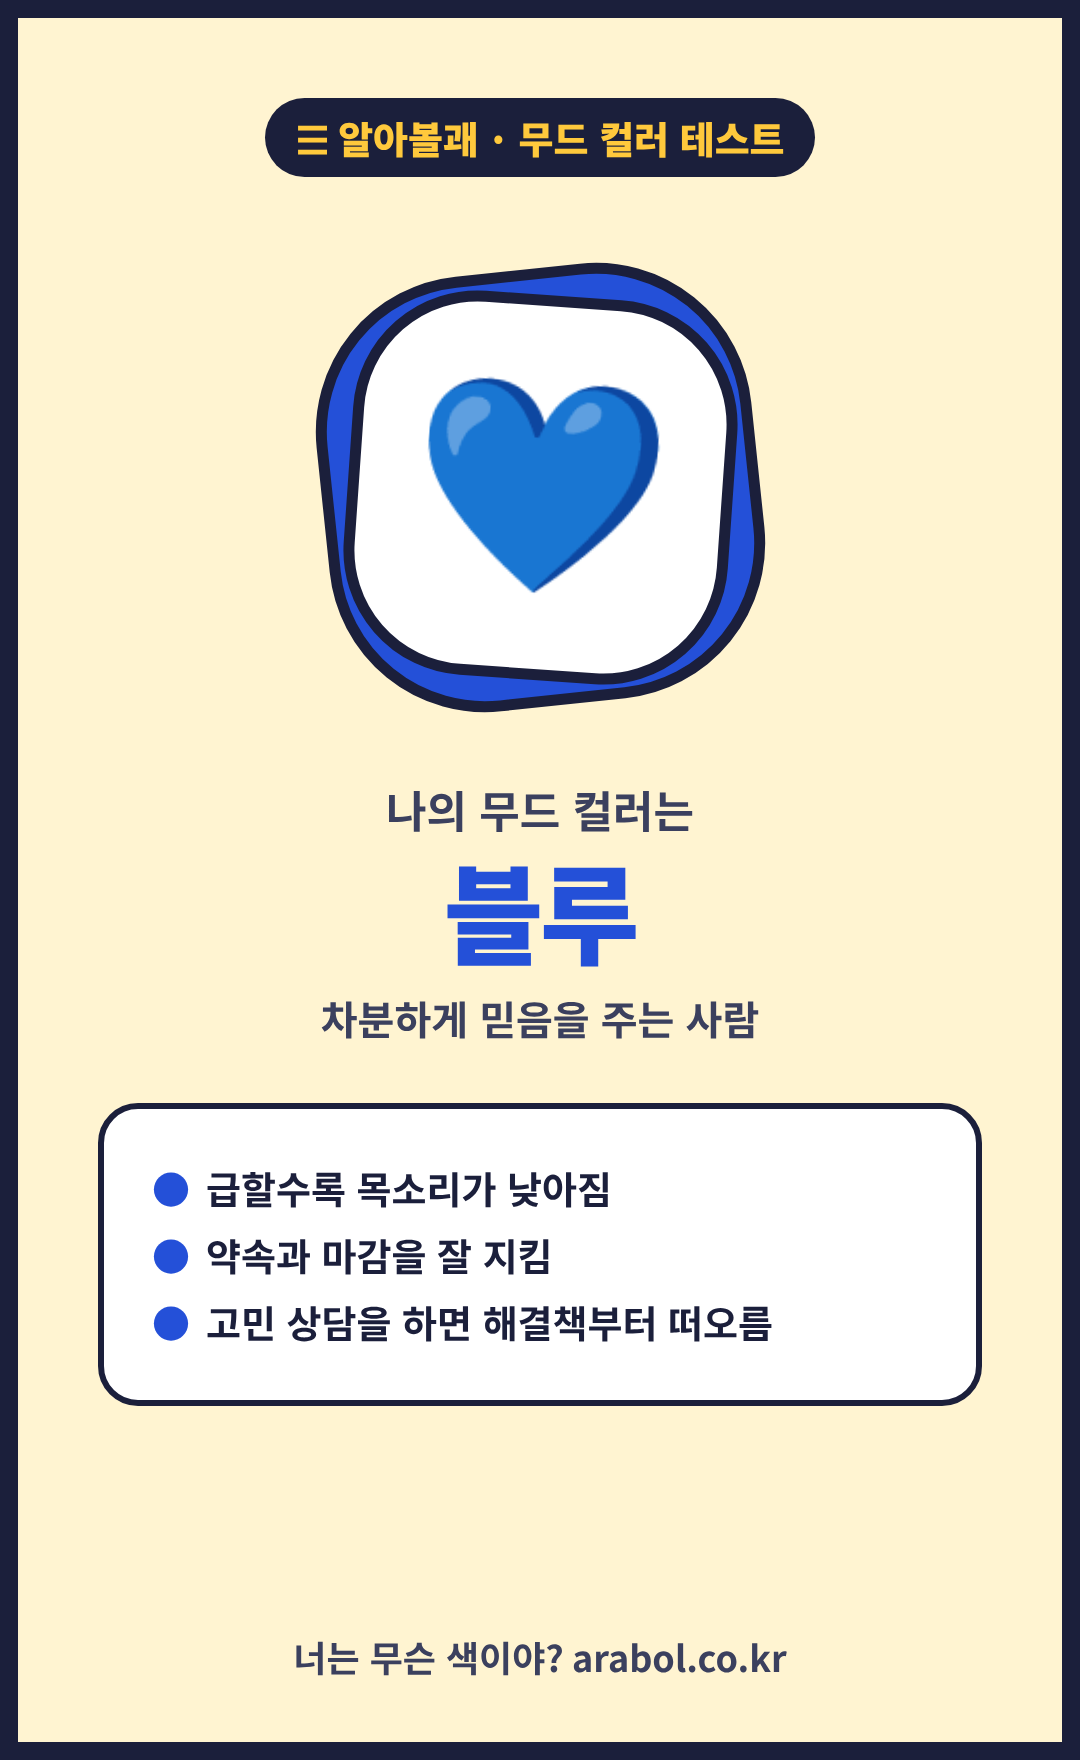 ☰ 알아볼괘 · 무드 컬러 테스트
나의 무드 컬러는
블루
차분하게 믿음을 주는 사람
급할수록 목소리가 낮아짐
약속과 마감을 잘 지킴
고민 상담을 하면 해결책부터 떠오름
너는 무슨 색이야? arabol.co.kr